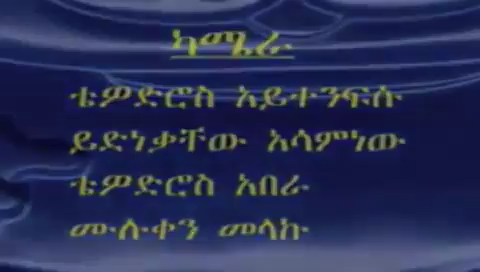 ካሜራ
ቴዎድሮስ አይተንፍሱ
ይድነቃቸው አሳምነው
ቴዎድሮስ አበራ
ሙሉቀን መላኩ